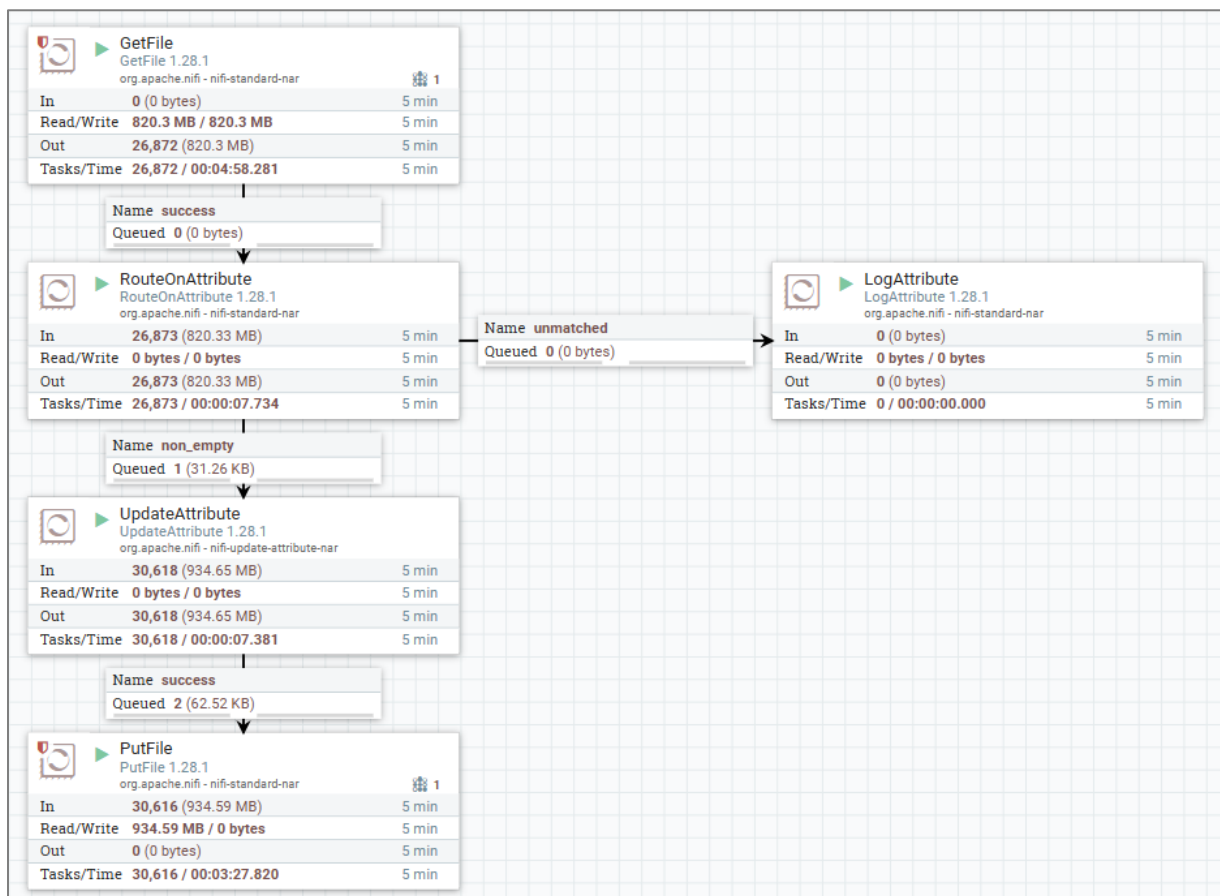 GetFile
GetFile 1.28.1
org.apache.nifi - nifi-standard-nar
1
In 0 (0 bytes) 5 min
Read/Write 820.3 MB / 820.3 MB 5 min
Out 26,872 (820.3 MB) 5 min
Tasks/Time 26,872 / 00:04:58.281 5 min
Name success
Queued 0 (0 bytes)
RouteOnAttribute
RouteOnAttribute 1.28.1
org.apache.nifi - nifi-standard-nar
In 26,873 (820.33 MB) 5 min
Read/Write 0 bytes / 0 bytes 5 min
Out 26,873 (820.33 MB) 5 min
Tasks/Time 26,873 / 00:00:07.734 5 min
Name unmatched
Queued 0 (0 bytes)
LogAttribute
LogAttribute 1.28.1
org.apache.nifi - nifi-standard-nar
In 0 (0 bytes) 5 min
Read/Write 0 bytes / 0 bytes 5 min
Out 0 (0 bytes) 5 min
Tasks/Time 0 / 00:00:00.000 5 min
Name non_empty
Queued 1 (31.26 KB)
UpdateAttribute
UpdateAttribute 1.28.1
org.apache.nifi - nifi-update-attribute-nar
In 30,618 (934.65 MB) 5 min
Read/Write 0 bytes / 0 bytes 5 min
Out 30,618 (934.65 MB) 5 min
Tasks/Time 30,618 / 00:00:07.381 5 min
Name success
Queued 2 (62.52 KB)
PutFile
PutFile 1.28.1
org.apache.nifi - nifi-standard-nar
1
In 30,616 (934.59 MB) 5 min
Read/Write 934.59 MB / 0 bytes 5 min
Out 0 (0 bytes) 5 min
Tasks/Time 30,616 / 00:03:27.820 5 min